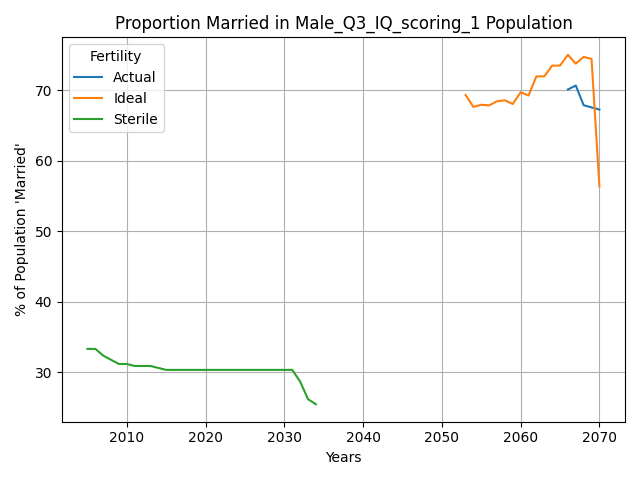 Proportion Married in Male_Q3_IQ_scoring_1 Population
Fertility
Actual
Ideal
Sterile
% of Population 'Married'
70
60
50
40
30
2010 2020 2030 2040 2050 2060 2070
Years